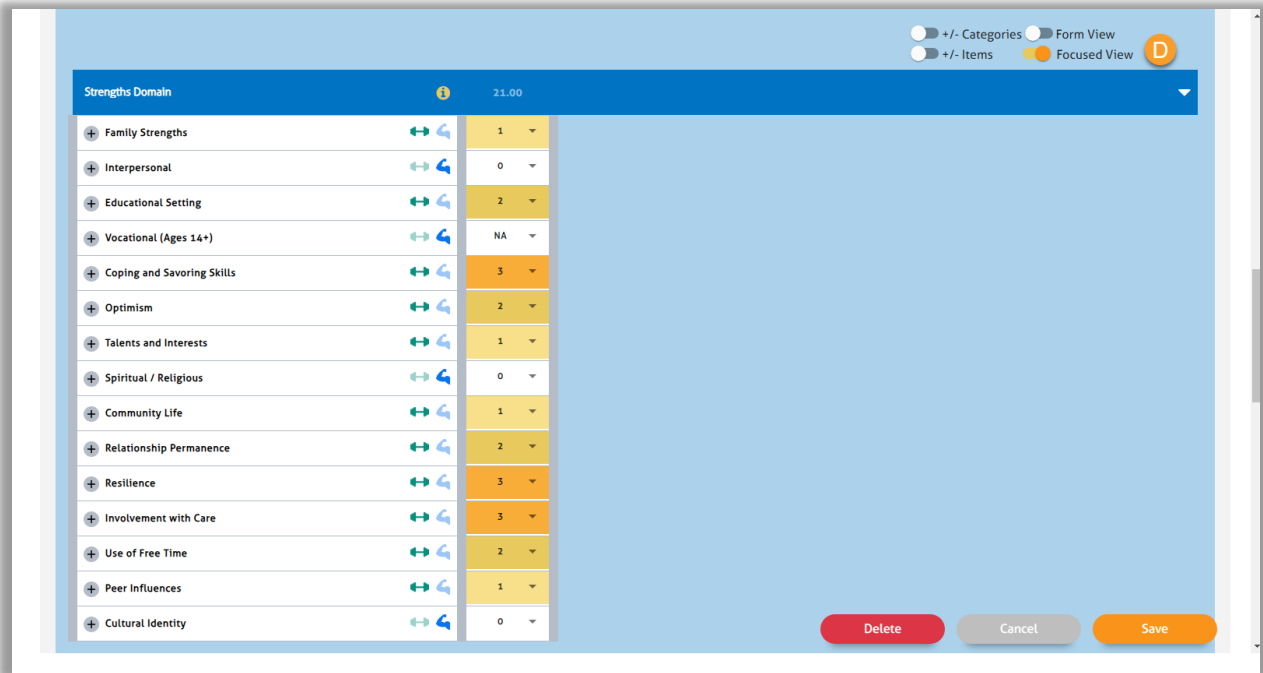 +/- Categories Form View
+/- Items Focused View D
Strengths Domain i 21.00
Family Strengths 1
Interpersonal 0
Educational Setting 2
Vocational (Ages 14+) NA
Coping and Savoring Skills 3
Optimism 2
Talents and Interests 1
Spiritual / Religious 0
Community Life 1
Relationship Permanence 2
Resilience 3
Involvement with Care 3
Use of Free Time 2
Peer Influences 1
Cultural Identity 0
Delete Cancel Save